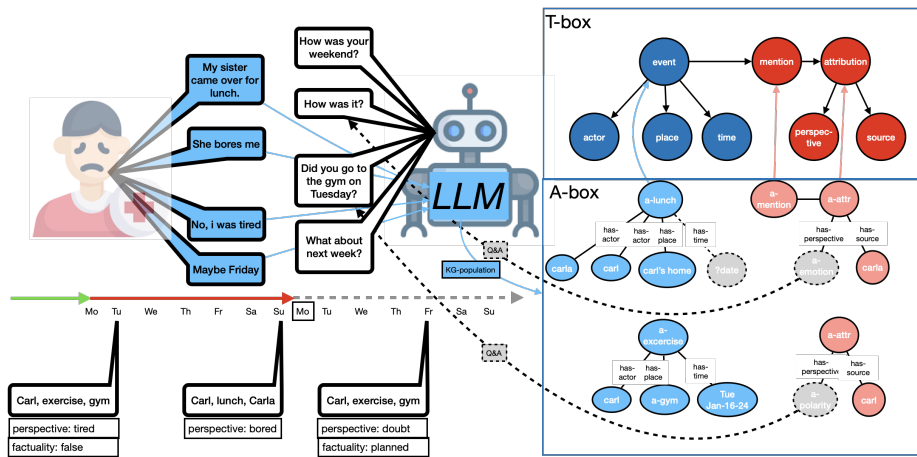 My sister
came over for
lunch.
She bores me
No, i was tired
Maybe Friday
How was your
weekend?
How was it?
Did you go to
the gym on
Tuesday?
What about
next week?
LLM
KG-population
Q&A
Q&A
Mo Tu We Th Fr Sa Su Mo Tu We Th Fr Sa Su
Carl, exercise, gym
perspective: tired
factuality: false
Carl, lunch, Carla
perspective: bored
Carl, exercise, gym
perspective: doubt
factuality: planned
T-box
event
mention
attribution
actor
place
time
perspec-
tive
source
A-box
a-lunch
a-
mention
a-attr
has-
actor
has-
actor
has-
place
has-
time
has-
perspective
has-
source
carla
carl
carl's home
?date
a-
emotion
carla
a-
excercise
a-attr
has-
actor
has-
place
has-
time
has-
perspective
has-
source
carl
a-gym
Tue
Jan-16-24
a-
polarity
carl